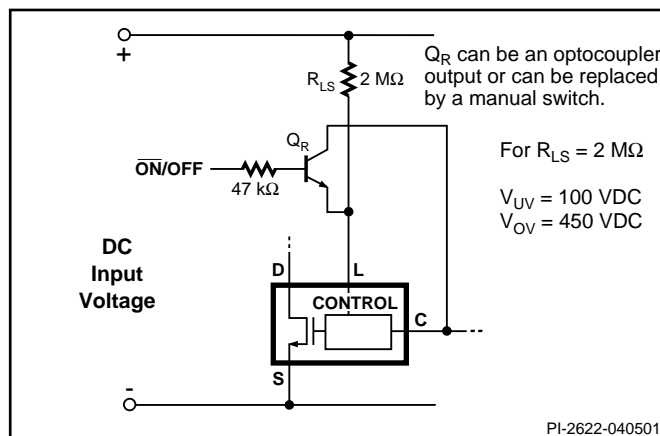 +
Q_R can be an optocoupler
output or can be replaced
by a manual switch.
R_LS
2 MΩ
For R_LS = 2 MΩ
V_UV = 100 VDC
V_OV = 450 VDC
Q_R
O̅N̅/OFF
47 kΩ
DC
Input
Voltage
D
L
CONTROL
C
S
-
PI-2622-040501